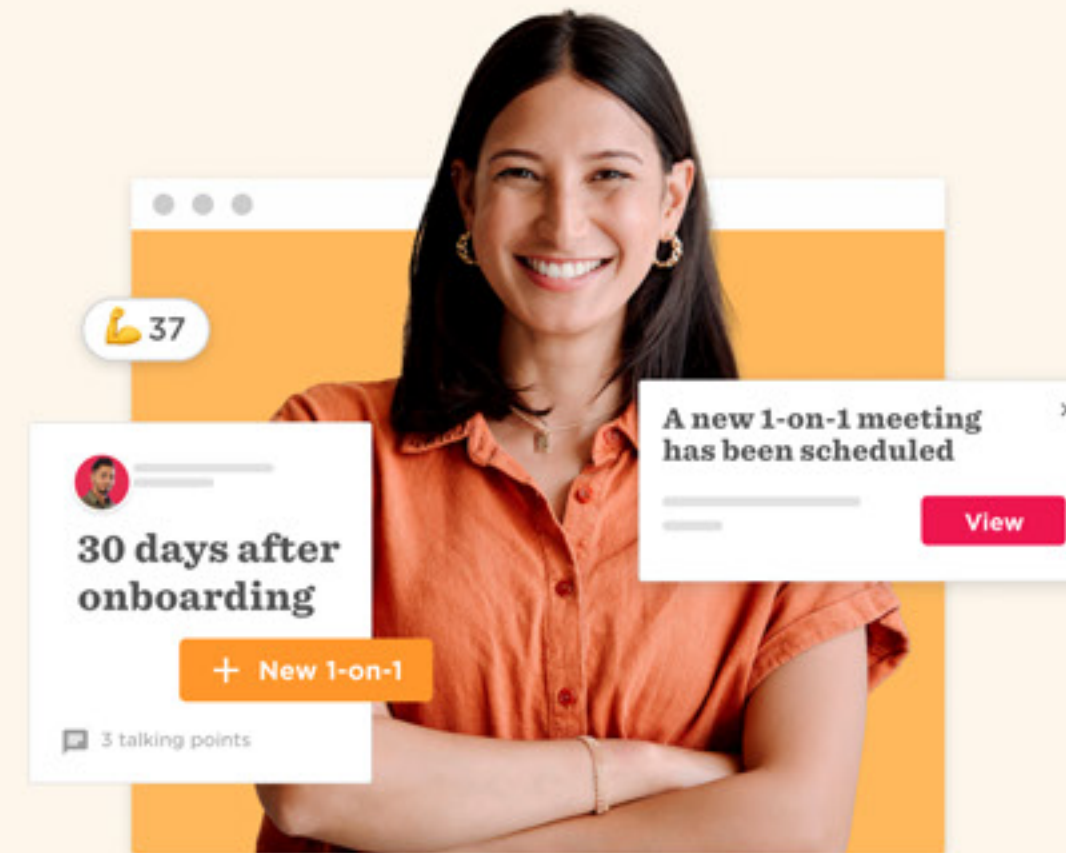 💪 37
A new 1-on-1 meeting
has been scheduled
View
30 days after
onboarding
+ New 1-on-1
3 talking points